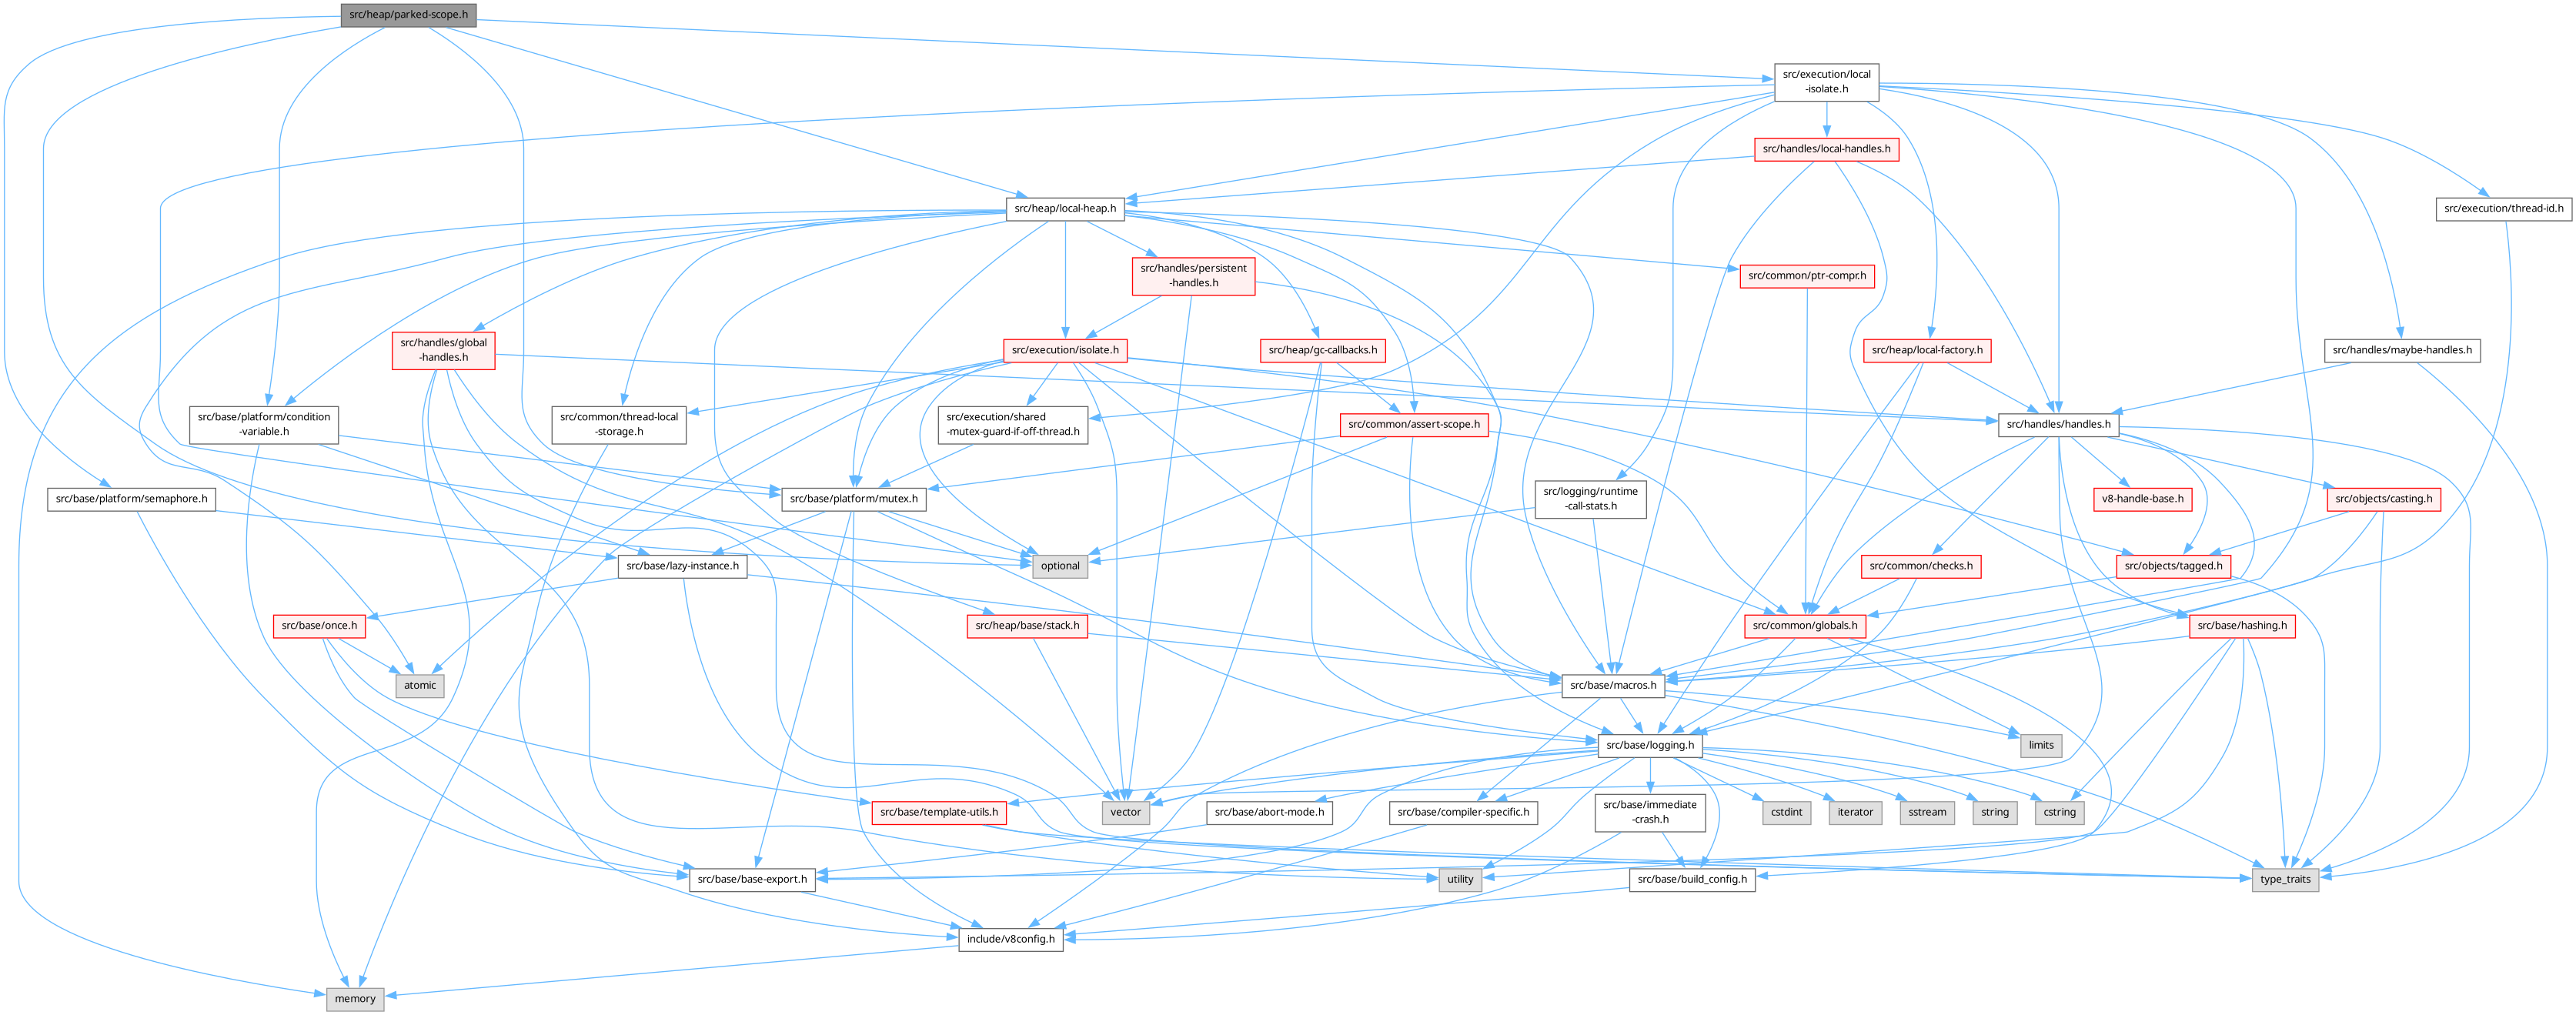 src/heap/parked-scope.h
src/execution/local
-isolate.h
src/handles/local-handles.h
src/heap/local-heap.h
src/execution/thread-id.h
src/handles/persistent
-handles.h
src/common/ptr-compr.h
src/handles/global
-handles.h
src/execution/isolate.h
src/heap/gc-callbacks.h
src/heap/local-factory.h
src/handles/maybe-handles.h
src/base/platform/condition
-variable.h
src/common/thread-local
-storage.h
src/execution/shared
-mutex-guard-if-off-thread.h
src/common/assert-scope.h
src/handles/handles.h
src/base/platform/semaphore.h
src/base/platform/mutex.h
src/logging/runtime
-call-stats.h
v8-handle-base.h
src/objects/casting.h
src/base/lazy-instance.h
optional
src/common/checks.h
src/objects/tagged.h
src/base/once.h
src/heap/base/stack.h
src/common/globals.h
src/base/hashing.h
atomic
src/base/macros.h
src/base/logging.h
limits
src/base/template-utils.h
vector
src/base/abort-mode.h
src/base/compiler-specific.h
src/base/immediate
-crash.h
cstdint
iterator
sstream
string
cstring
src/base/base-export.h
utility
src/base/build_config.h
type_traits
include/v8config.h
memory